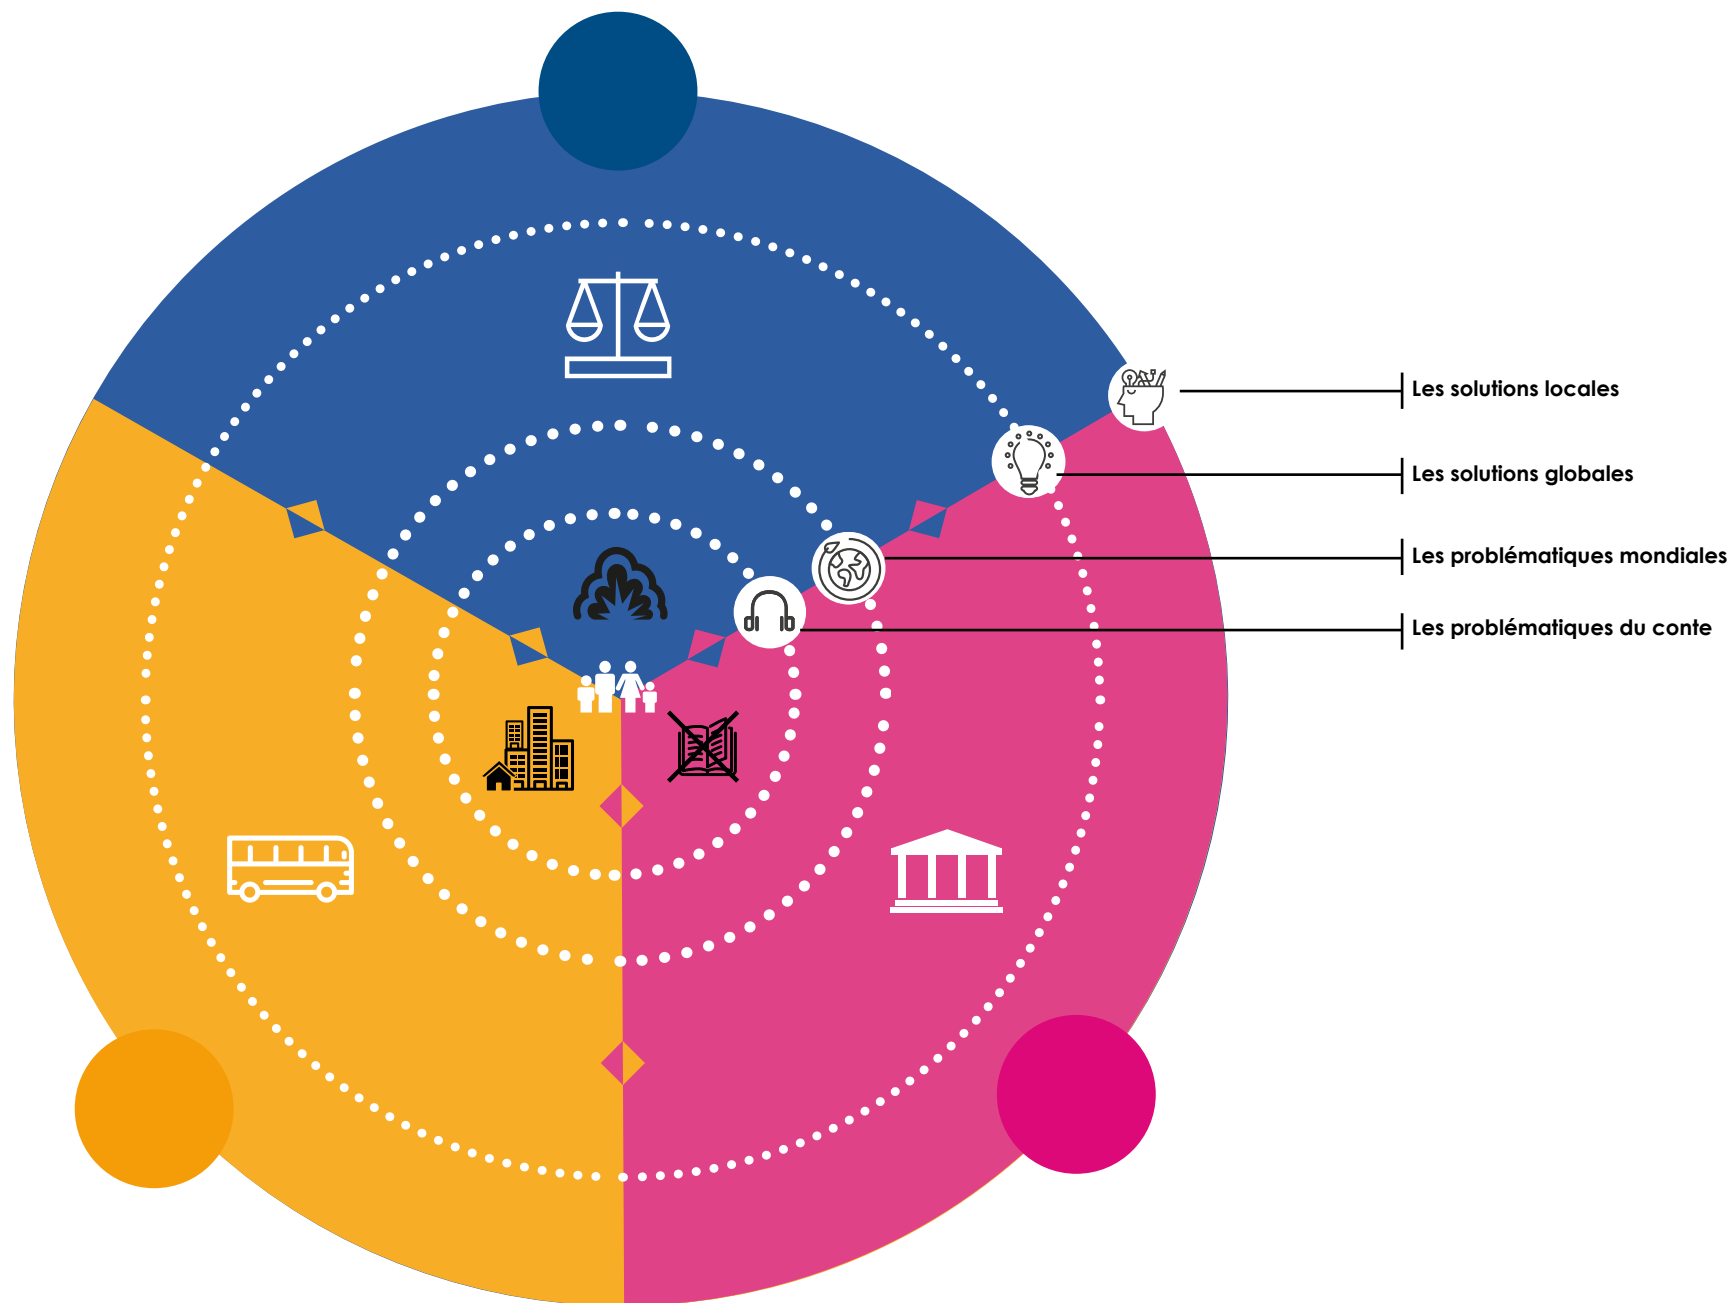 Les solutions locales
Les solutions globales
Les problématiques mondiales
Les problématiques du conte